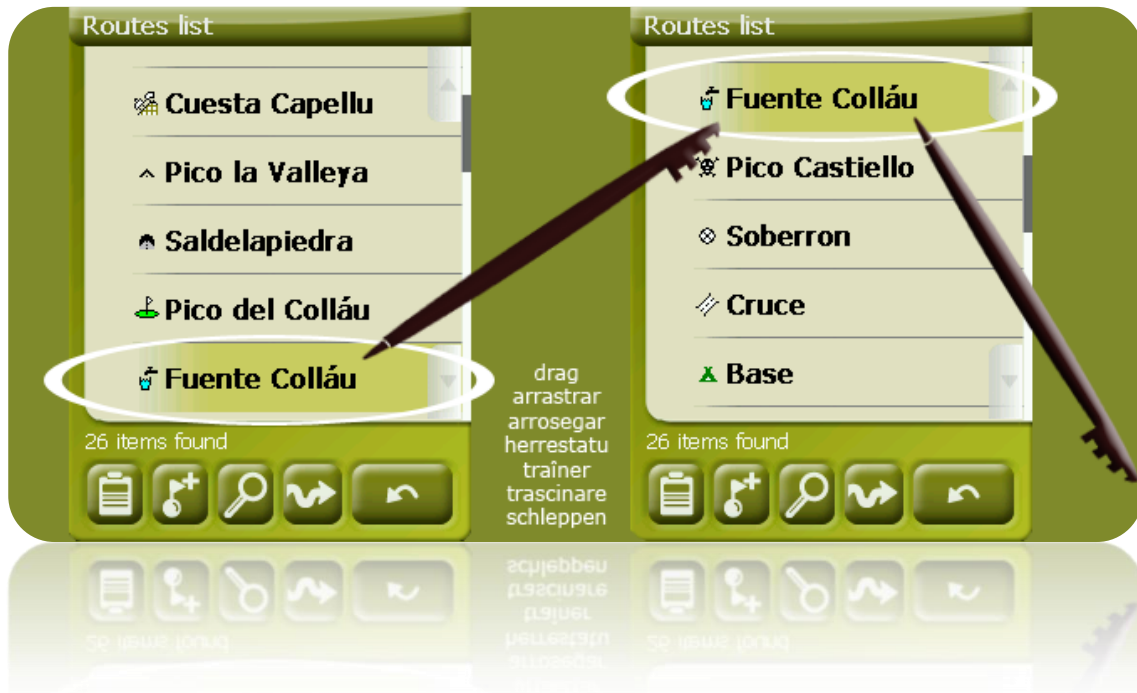 Routes list
Cuesta Capellu
Pico la Valleya
Saldelapiedra
Pico del Colláu
Fuente Colláu
26 items found
drag
arrastrar
arrosegar
herrestatu
traîner
trascinare
schleppen
Routes list
Fuente Colláu
Pico Castiello
Soberron
Cruce
Base
26 items found